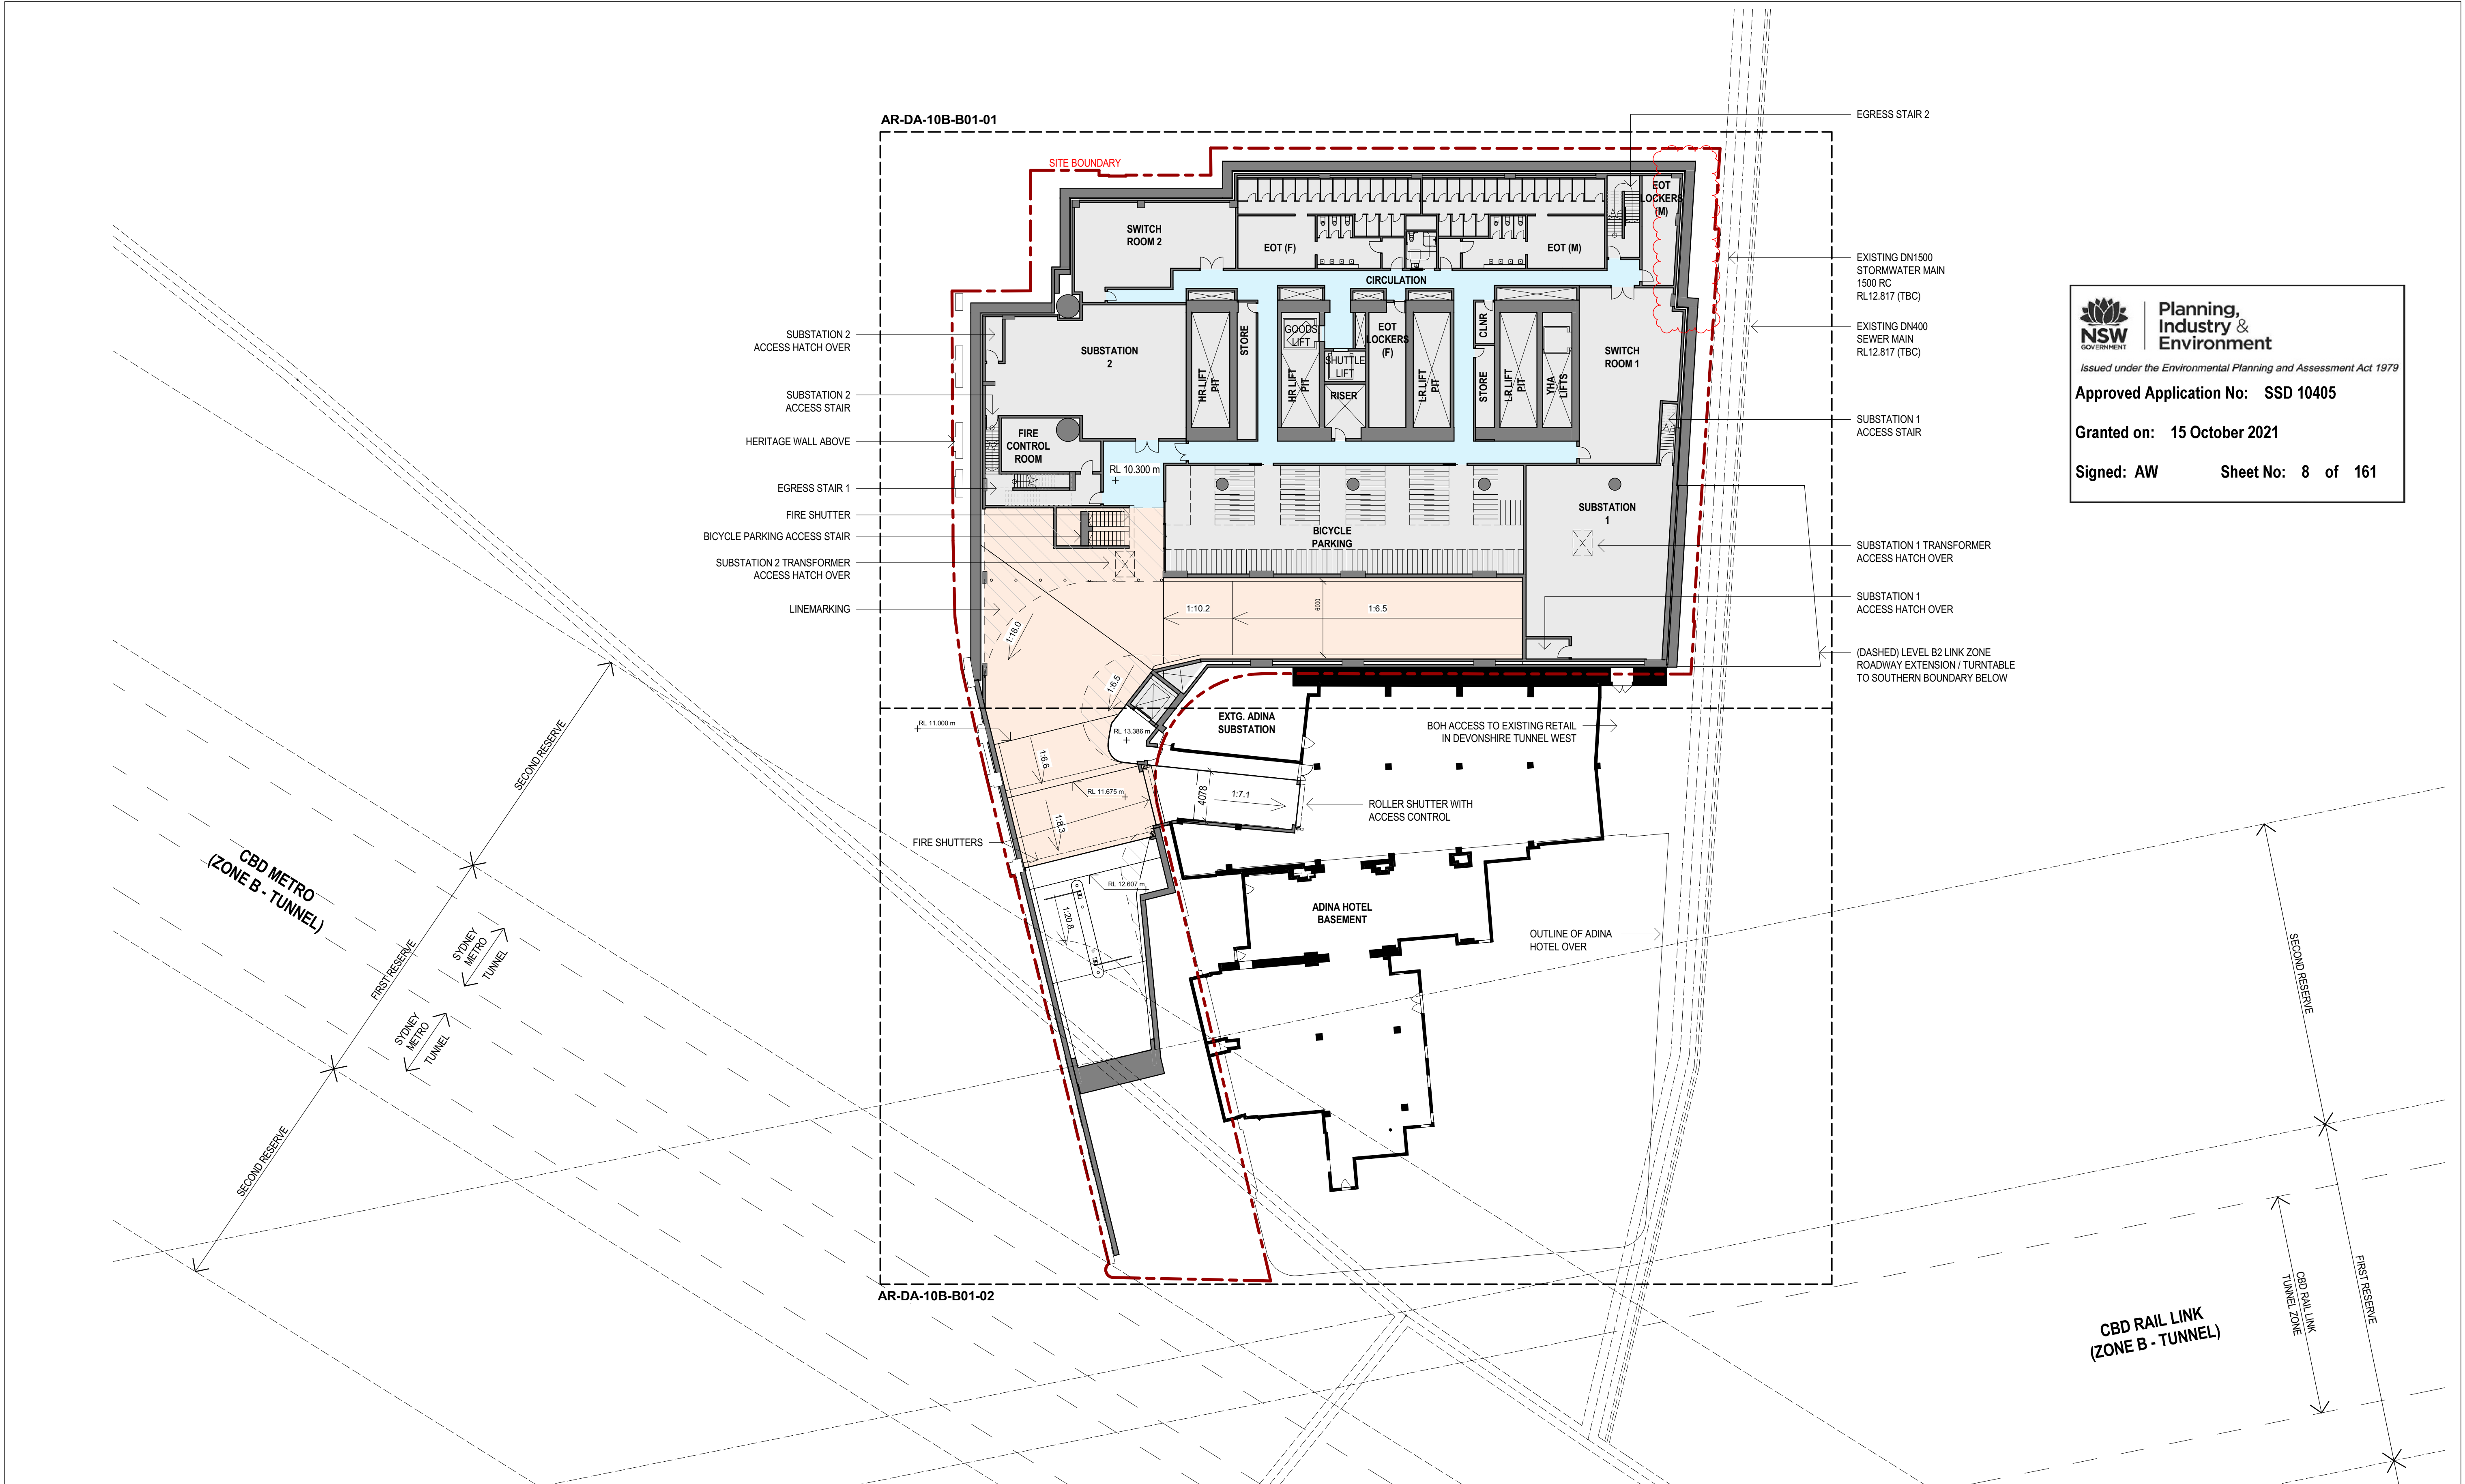 AR-DA-10B-B01-01
SITE BOUNDARY
EGRESS STAIR 2
EXISTING DN1500
STORMWATER MAIN
1500 RC
RL12.817 (TBC)
EXISTING DN400
SEWER MAIN
RL12.817 (TBC)
SUBSTATION 1
ACCESS STAIR
SUBSTATION 1 TRANSFORMER
ACCESS HATCH OVER
SUBSTATION 1
ACCESS HATCH OVER
(DASHED) LEVEL B2 LINK ZONE
ROADWAY EXTENSION / TURNTABLE
TO SOUTHERN BOUNDARY BELOW
NSW
GOVERNMENT
Planning,
Industry &
Environment
Issued under the Environmental Planning and Assessment Act 1979
Approved Application No: SSD 10405
Granted on: 15 October 2021
Signed: AW Sheet No: 8 of 161
SUBSTATION 2
ACCESS HATCH OVER
SUBSTATION 2
ACCESS STAIR
HERITAGE WALL ABOVE
EGRESS STAIR 1
FIRE SHUTTER
BICYCLE PARKING ACCESS STAIR
SUBSTATION 2 TRANSFORMER
ACCESS HATCH OVER
LINEMARKING
SWITCH
ROOM 2
EOT (F)
EOT (M)
EOT
LOCKERS
(M)
CIRCULATION
SUBSTATION
2
HR LIFT
PIT
STORE
GOODS
LIFT
HR LIFT
PIT
SHUTTLE
LIFT
RISER
EOT
LOCKERS
(F)
LR LIFT
PIT
CLNR
STORE
LR LIFT
PIT
YHA
LIFTS
SWITCH
ROOM 1
FIRE
CONTROL
ROOM
RL 10.300 m
BICYCLE
PARKING
SUBSTATION
1
1:10.2
6000
1:6.5
1:18.0
1:6.5
RL 11.000 m
RL 13.386 m
EXTG. ADINA
SUBSTATION
BOH ACCESS TO EXISTING RETAIL
IN DEVONSHIRE TUNNEL WEST
1:6.6
RL 11.675 m
4078
1:7.1
ROLLER SHUTTER WITH
ACCESS CONTROL
1:8.3
FIRE SHUTTERS
RL 12.607 m
1:20.8
ADINA HOTEL
BASEMENT
OUTLINE OF ADINA
HOTEL OVER
SECOND RESERVE
CBD METRO
(ZONE B - TUNNEL)
FIRST RESERVE
SYDNEY
METRO
TUNNEL
SYDNEY
METRO
TUNNEL
SECOND RESERVE
SECOND RESERVE
FIRST RESERVE
CBD RAIL LINK
TUNNEL ZONE
CBD RAIL LINK
(ZONE B - TUNNEL)
AR-DA-10B-B01-02